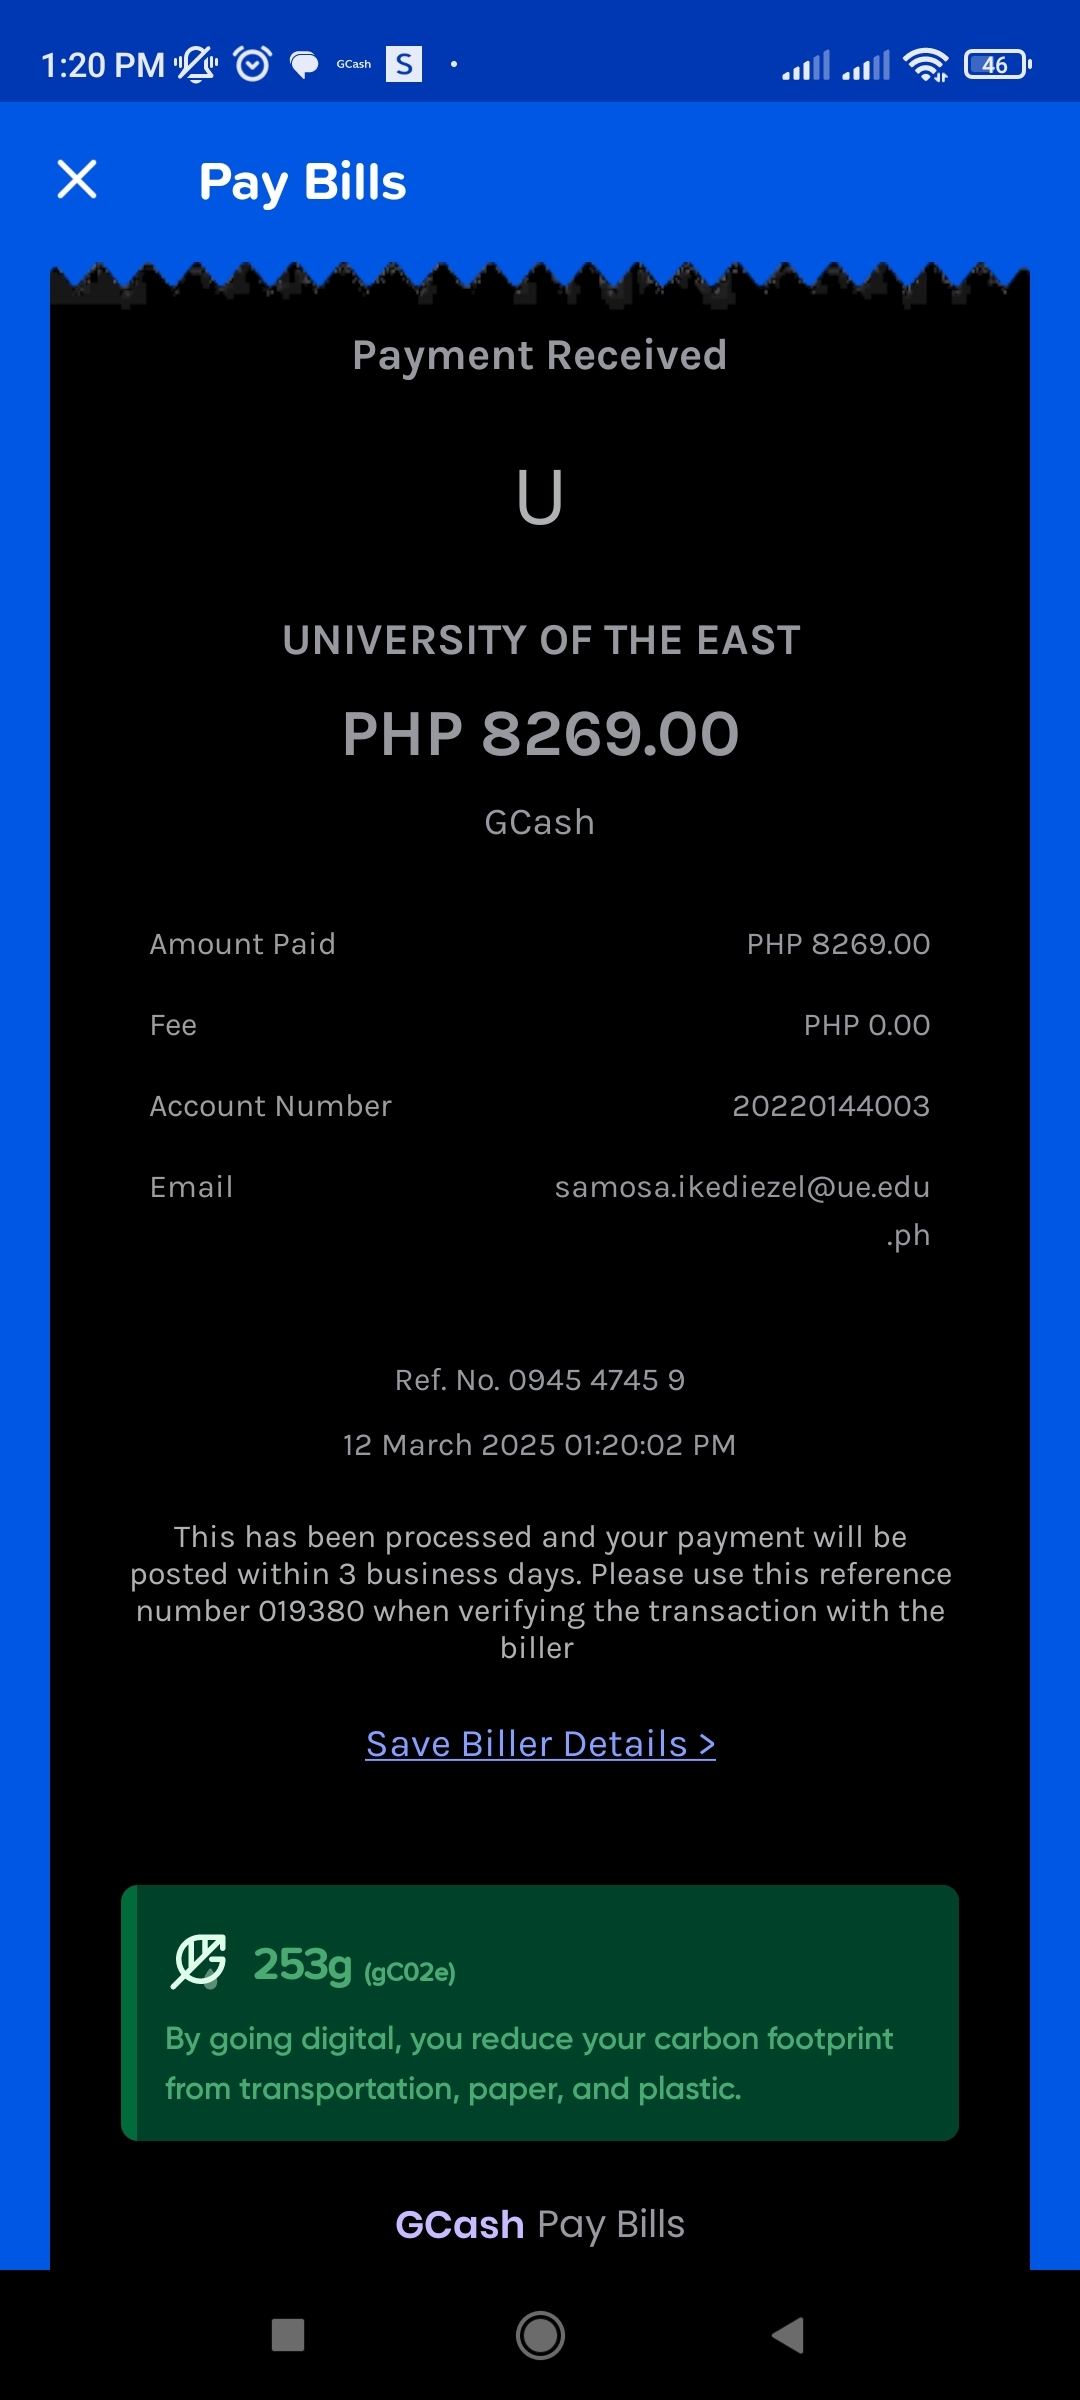 1:20 PM GCash S 46
Pay Bills
Payment Received
U
UNIVERSITY OF THE EAST
PHP 8269.00
GCash
Amount Paid PHP 8269.00
Fee PHP 0.00
Account Number 20220144003
Email samosa.ikediezel@ue.edu
.ph
Ref. No. 0945 4745 9
12 March 2025 01:20:02 PM
This has been processed and your payment will be
posted within 3 business days. Please use this reference
number 019380 when verifying the transaction with the
biller
Save Biller Details >
253g (gC02e)
By going digital, you reduce your carbon footprint
from transportation, paper, and plastic.
GCash Pay Bills